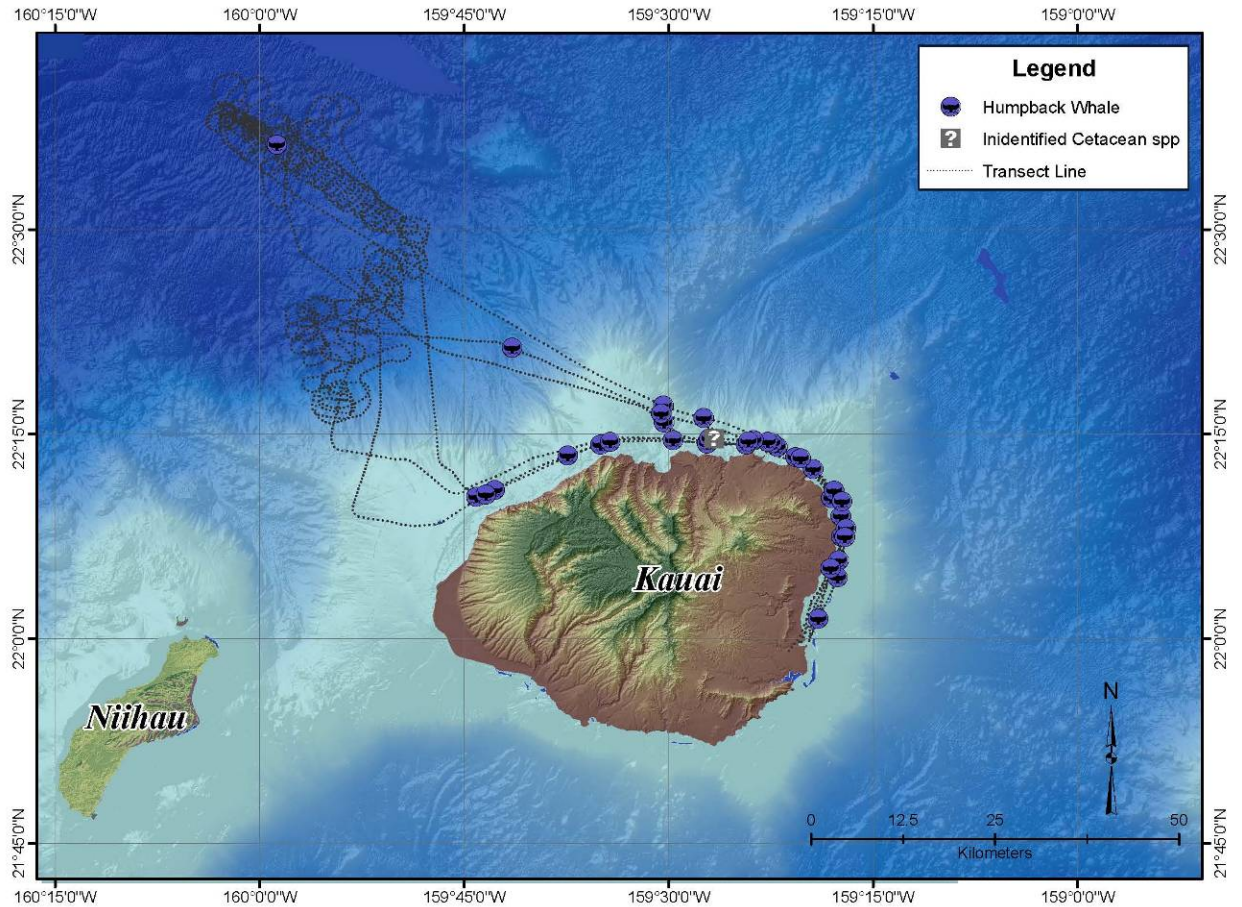 160°15'0"W 160°0'0"W 159°45'0"W 159°30'0"W 159°15'0"W 159°0'0"W
Legend
Humpback Whale
? Inidentified Cetacean spp
Transect Line
22°30'0"N 22°30'0"N
22°15'0"N ? 22°15'0"N
Kauai
22°0'0"N 22°0'0"N
Niihau
N
0 12.5 25 50
Kilometers
21°45'0"N 21°45'0"N
160°15'0"W 160°0'0"W 159°45'0"W 159°30'0"W 159°15'0"W 159°0'0"W